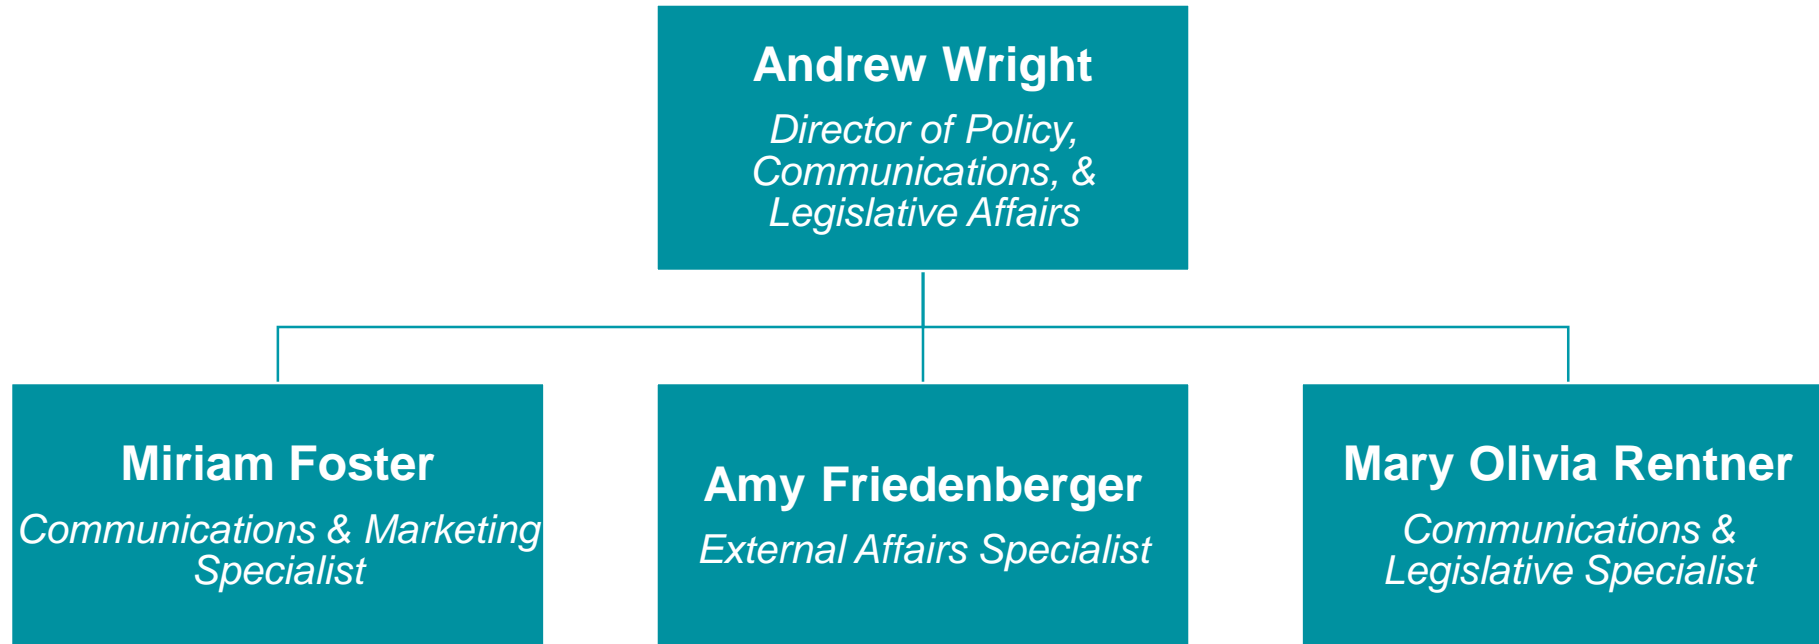 Andrew Wright
Director of Policy,
Communications, &
Legislative Affairs
Miriam Foster
Communications & Marketing
Specialist
Amy Friedenberger
External Affairs Specialist
Mary Olivia Rentner
Communications &
Legislative Specialist